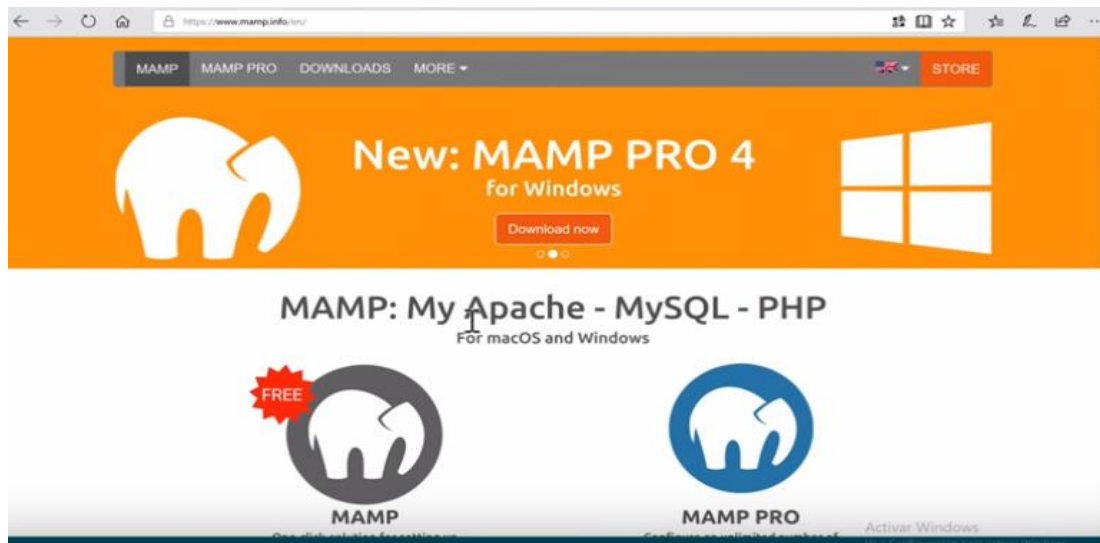 https://www.mamp.info/en/
MAMP MAMP PRO DOWNLOADS MORE STORE
New: MAMP PRO 4
for Windows
Download now
MAMP: My Apache - MySQL - PHP
For macOS and Windows
FREE
MAMP MAMP PRO
Activar Windows